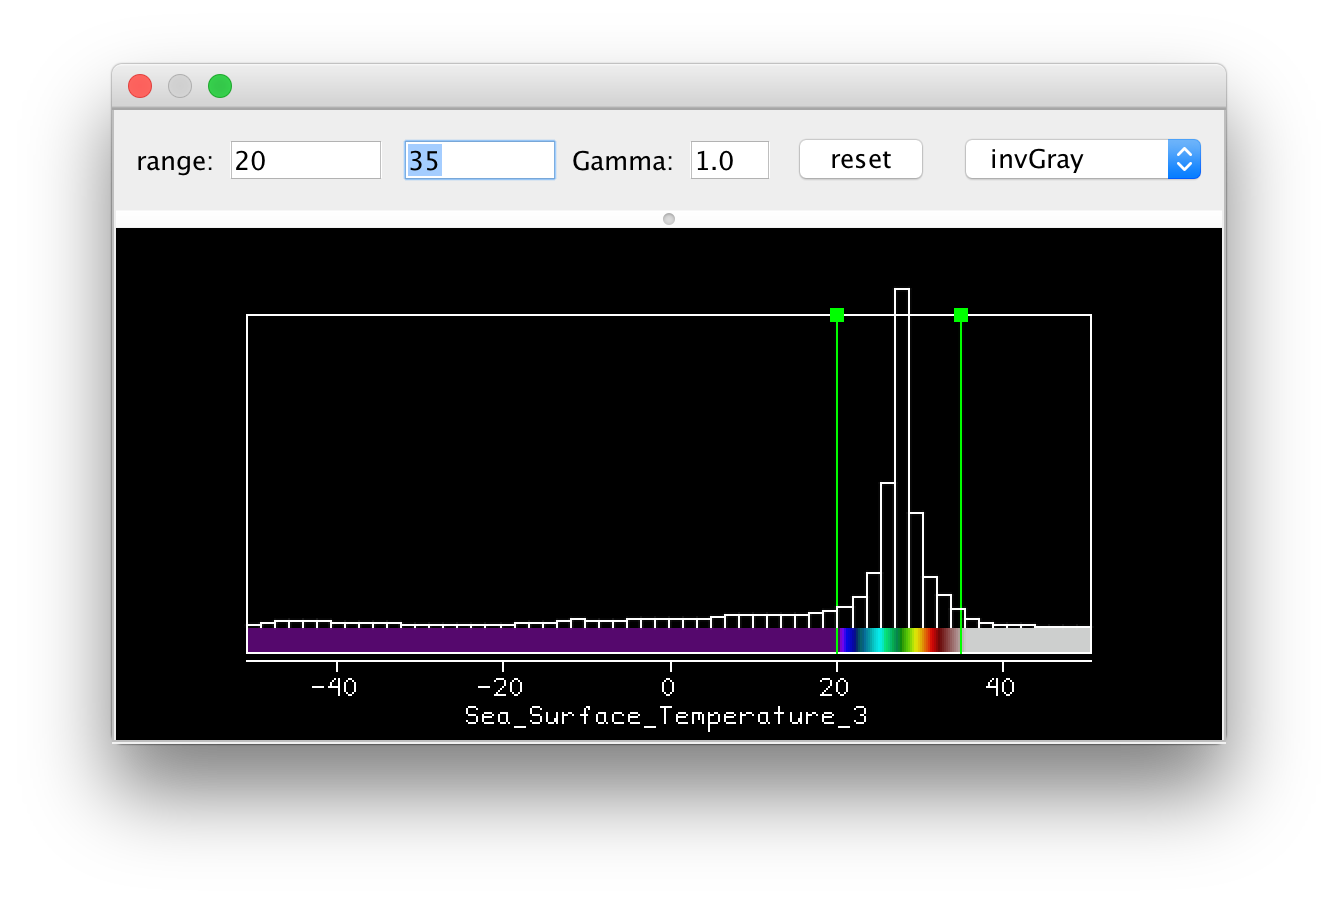 range: 20 35 Gamma: 1.0 reset invGray
-40 -20 0 20 40
Sea_Surface_Temperature_3